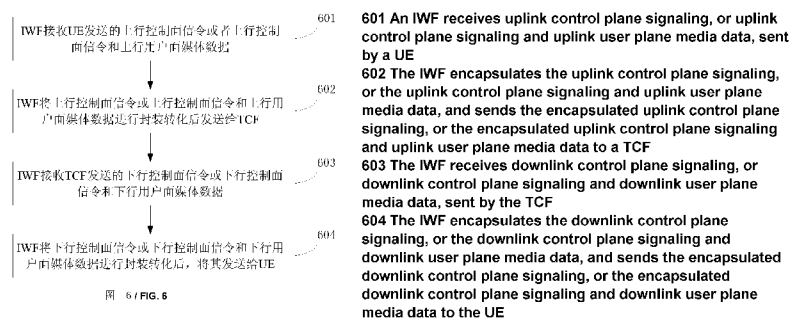 601
IWF接收UE发送的上行控制面信令或者上行控制
面信令和上行用户面媒体数据
602
IWF将上行控制面信令或上行控制面信令和上行用
户面媒体数据进行封装转化后发送给TCF
603
IWF接收TCF发送的下行控制面信令或下行控制面
信令和下行用户面媒体数据
604
IWF将下行控制面信令或下行控制面信令和下行用
户面媒体数据进行封装转化后，将其发送给UE
图 6 / FIG. 6
601 An IWF receives uplink control plane signaling, or uplink
control plane signaling and uplink user plane media data, sent
by a UE
602 The IWF encapsulates the uplink control plane signaling,
or the uplink control plane signaling and uplink user plane
media data, and sends the encapsulated uplink control plane
signaling, or the encapsulated uplink control plane signaling
and uplink user plane media data to a TCF
603 The IWF receives downlink control plane signaling, or
downlink control plane signaling and downlink user plane
media data, sent by the TCF
604 The IWF encapsulates the downlink control plane
signaling, or the downlink control plane signaling and
downlink user plane media data, and sends the encapsulated
downlink control plane signaling, or the encapsulated
downlink control plane signaling and downlink user plane
media data to the UE